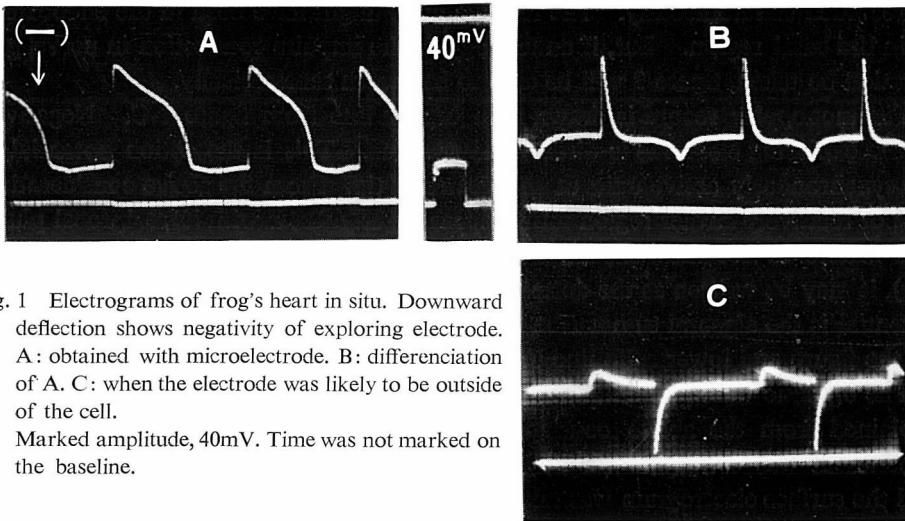 (—)
A
40mV
B
C
g. 1 Electrograms of frog's heart in situ. Downward
deflection shows negativity of exploring electrode.
A: obtained with microelectrode. B: differenciation
of A. C: when the electrode was likely to be outside
of the cell.
Marked amplitude, 40mV. Time was not marked on
the baseline.